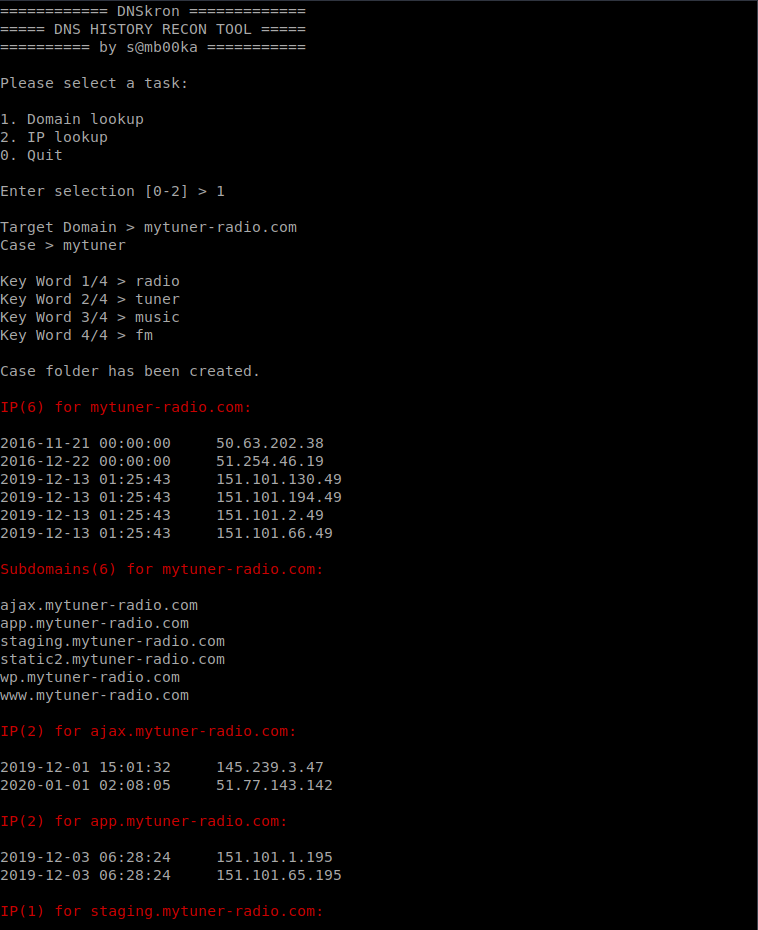 ============ DNSkron =============
===== DNS HISTORY RECON TOOL =====
========== by s@mb00ka ===========
Please select a task:
1. Domain lookup
2. IP lookup
0. Quit
Enter selection [0-2] > 1
Target Domain > mytuner-radio.com
Case > mytuner
Key Word 1/4 > radio
Key Word 2/4 > tuner
Key Word 3/4 > music
Key Word 4/4 > fm
Case folder has been created.
IP(6) for mytuner-radio.com:
2016-11-21 00:00:00     50.63.202.38
2016-12-22 00:00:00     51.254.46.19
2019-12-13 01:25:43     151.101.130.49
2019-12-13 01:25:43     151.101.194.49
2019-12-13 01:25:43     151.101.2.49
2019-12-13 01:25:43     151.101.66.49
Subdomains(6) for mytuner-radio.com:
ajax.mytuner-radio.com
app.mytuner-radio.com
staging.mytuner-radio.com
static2.mytuner-radio.com
wp.mytuner-radio.com
www.mytuner-radio.com
IP(2) for ajax.mytuner-radio.com:
2019-12-01 15:01:32     145.239.3.47
2020-01-01 02:08:05     51.77.143.142
IP(2) for app.mytuner-radio.com:
2019-12-03 06:28:24     151.101.1.195
2019-12-03 06:28:24     151.101.65.195
IP(1) for staging.mytuner-radio.com: